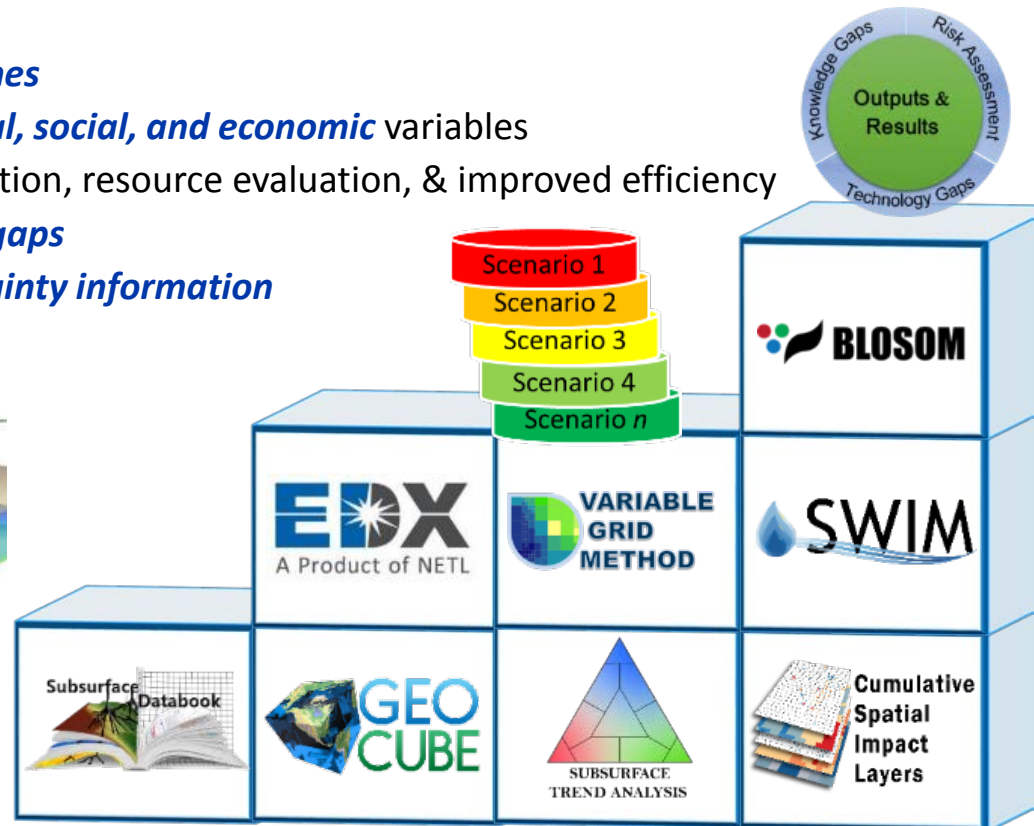 al, social, and economic variables
tion, resource evaluation, & improved efficiency
gaps
ainty information
Knowledge Gaps
Risk Assessment
Technology Gaps
Outputs &
Results
Scenario 1
Scenario 2
Scenario 3
Scenario 4
Scenario n
BLOSOM
EDX
A Product of NETL
VARIABLE
GRID
METHOD
SWIM
Subsurface
Databook
GEO
CUBE
SUBSURFACE
TREND ANALYSIS
Cumulative
Spatial
Impact
Layers